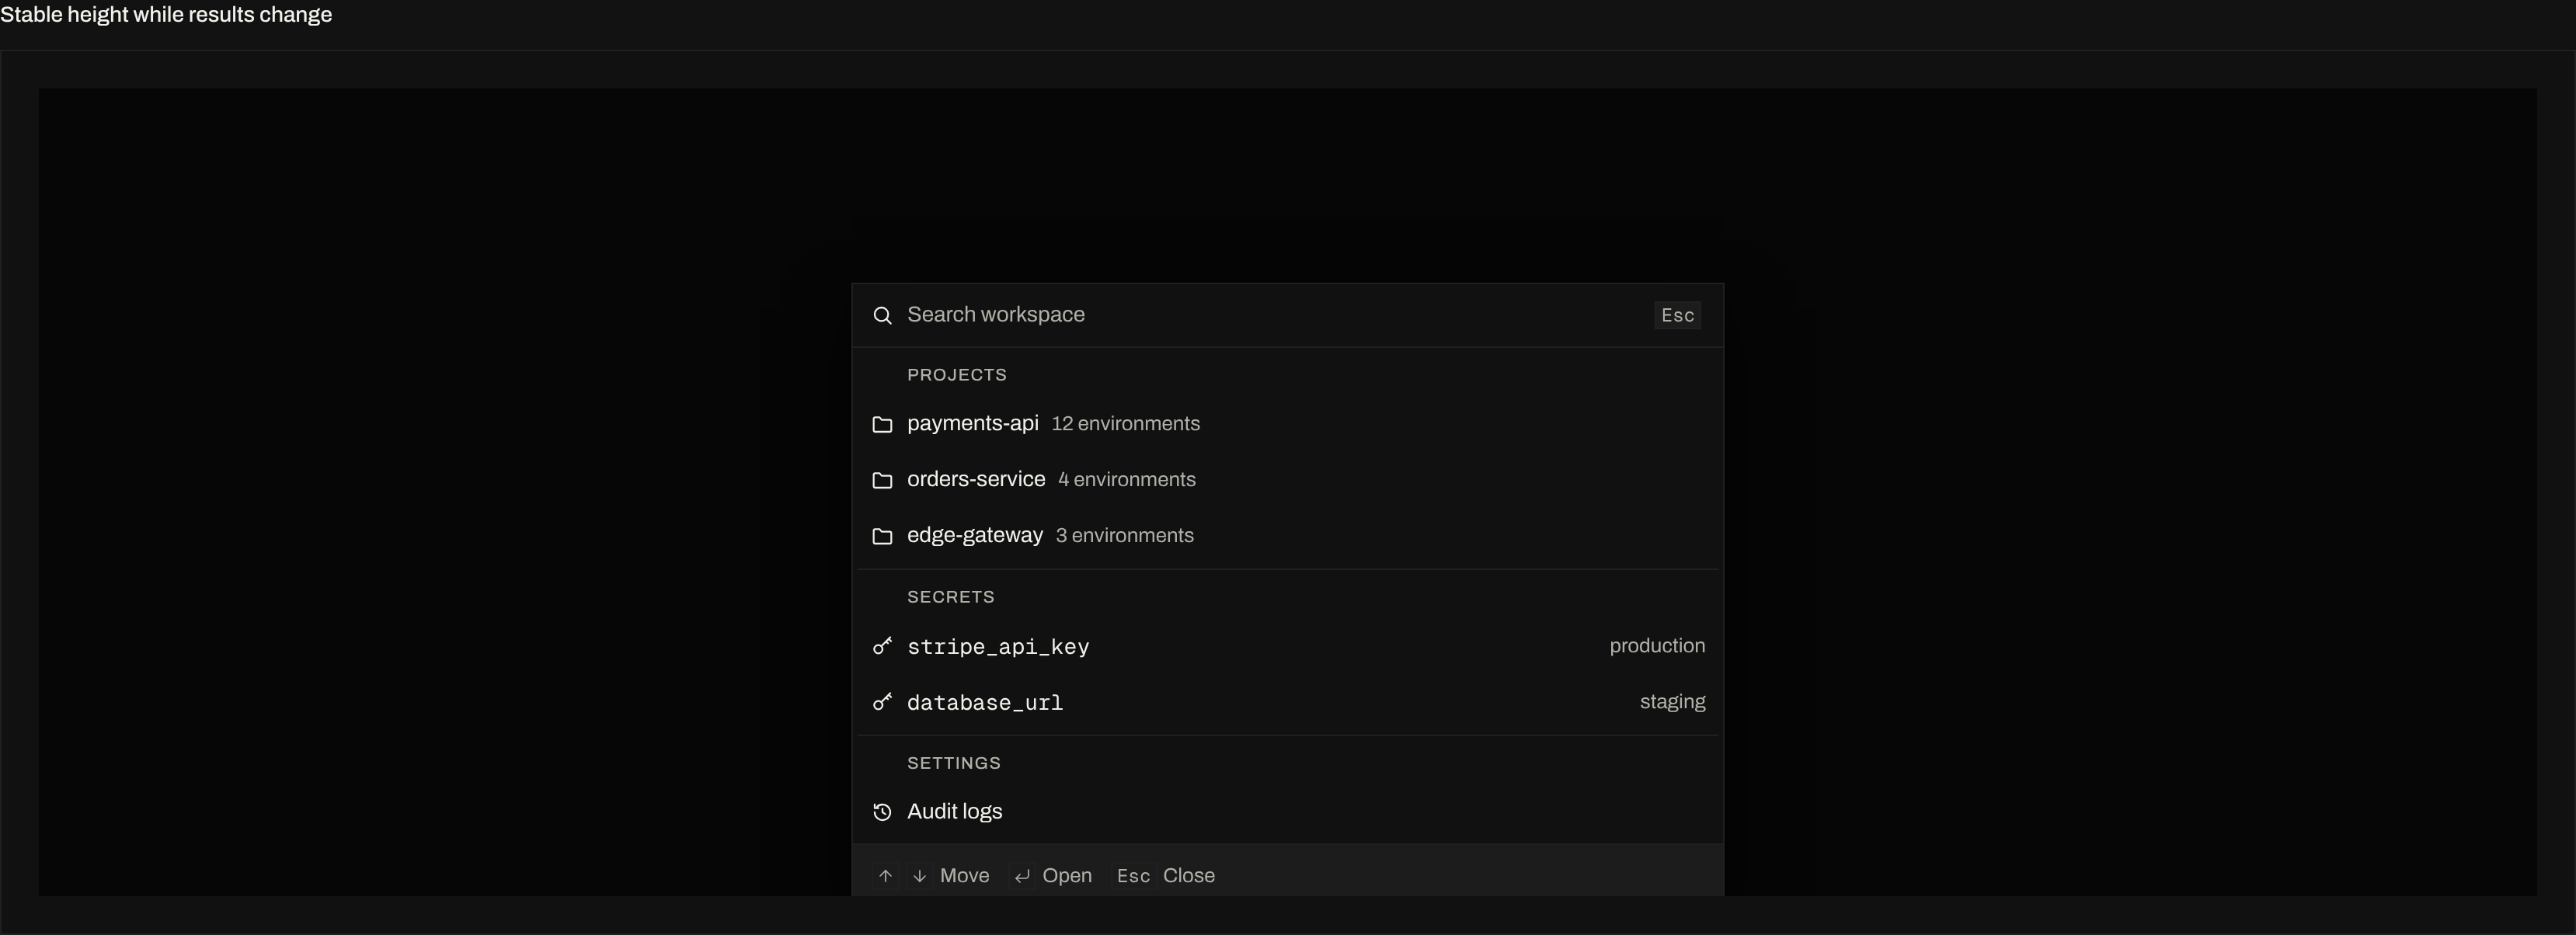 Stable height while results change
Search workspace Esc
PROJECTS
payments-api 12 environments
orders-service 4 environments
edge-gateway 3 environments
SECRETS
stripe_api_key production
database_url staging
SETTINGS
Audit logs
↑ ↓ Move ↵ Open Esc Close